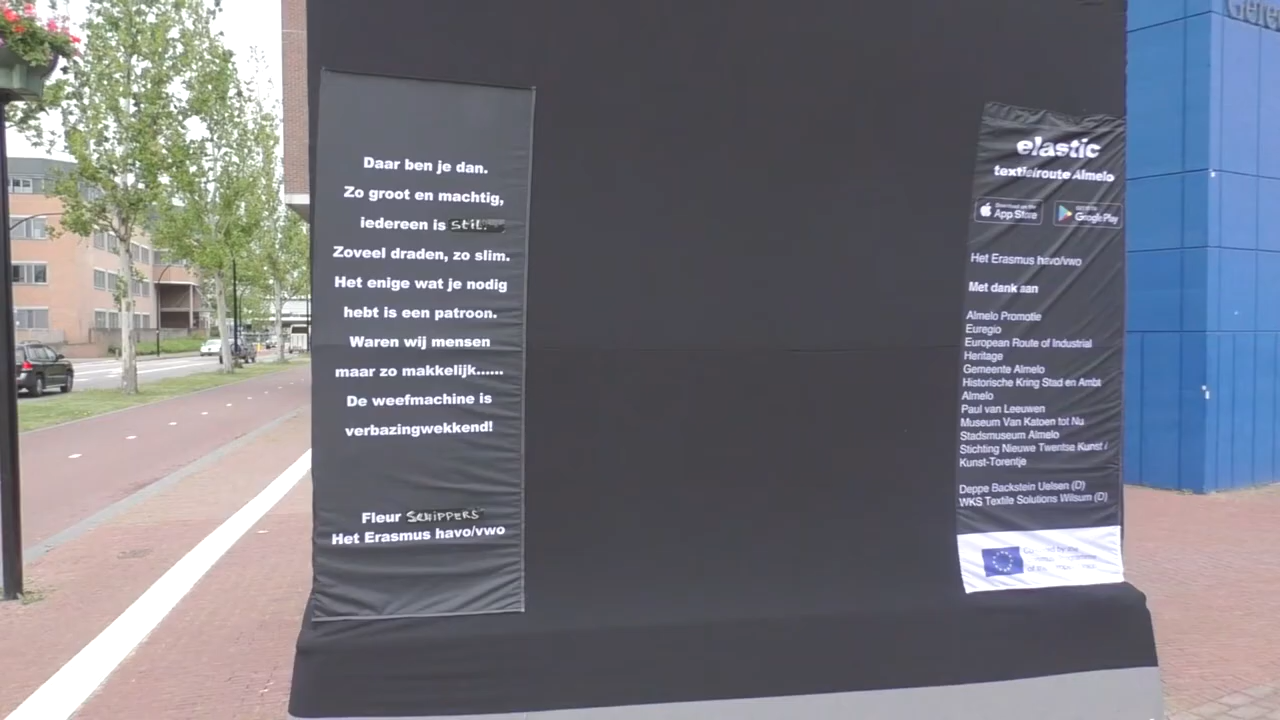 Daar ben je dan.
Zo groot en machtig,
iedereen is stil.
Zoveel draden, zo slim.
Het enige wat je nodig
hebt is een patroon.
Waren wij mensen
maar zo makkelijk......
De weefmachine is
verbazingwekkend!
Fleur SCHIPPERS
Het Erasmus havo/vwo
elastic
textielroute Almelo
App Store
Google Play
Het Erasmus havo/vwo
Met dank aan
Almelo Promotie
Euregio
European Route of Industrial
Heritage
Gemeente Almelo
Historische Kring Stad en Ambt
Almelo
Paul van Leeuwen
Museum Van Katoen tot Nu
Stadsmuseum Almelo
Stichting Nieuwe Twentse Kunst /
Kunst-Torentje
Deppe Backstein Uelsen (D)
WKS Textile Solutions Wilsum (D)